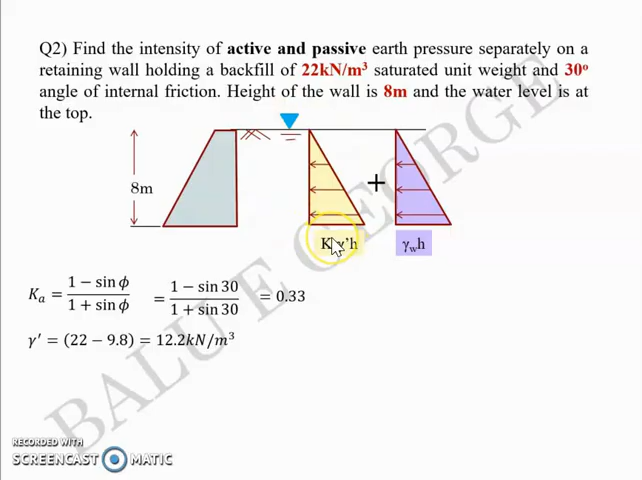 Q2) Find the intensity of active and passive earth pressure separately on a
retaining wall holding a backfill of 22kN/m³ saturated unit weight and 30°
angle of internal friction. Height of the wall is 8m and the water level is at
the top.
8m
+
γwh
Kₐ = (1 − sin ϕ)/(1 + sin ϕ) = (1 − sin 30)/(1 + sin 30) = 0.33
γ′ = (22 − 9.8) = 12.2kN/m³
BALU E GEORGE
RECORDED WITH
SCREENCAST MATIC